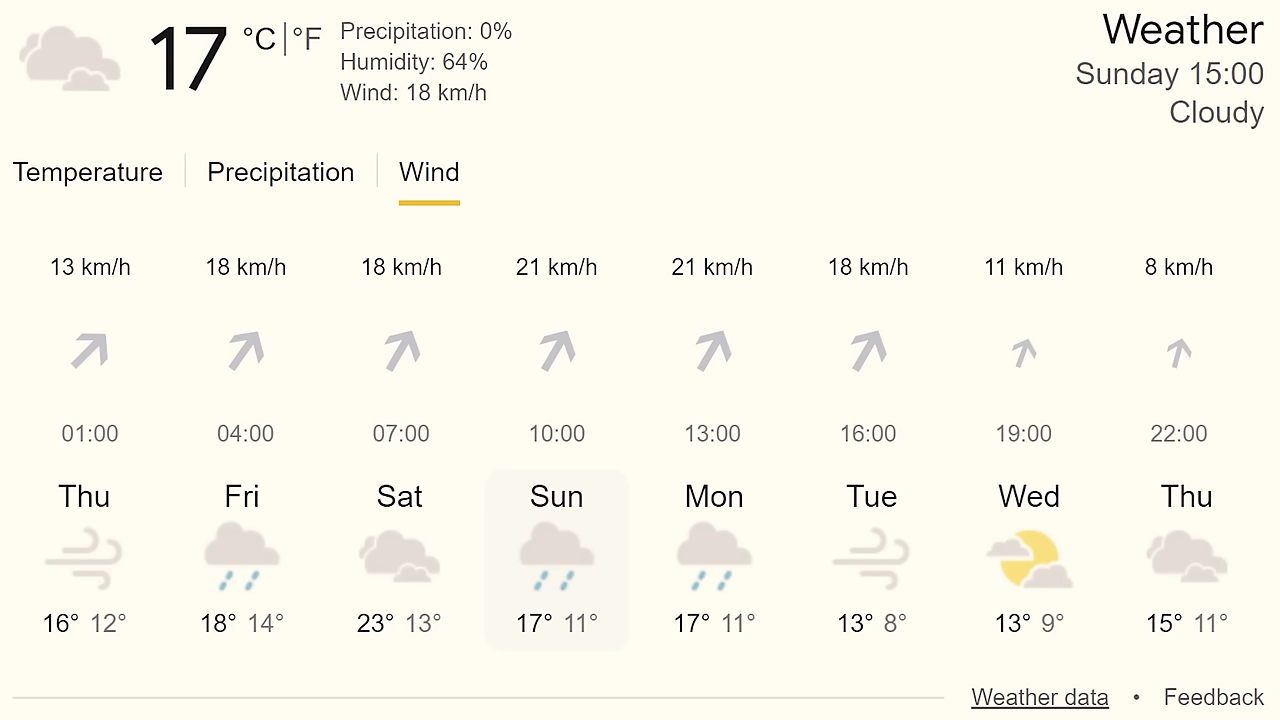 17 °C | °F
Precipitation: 0%
Humidity: 64%
Wind: 18 km/h
Weather
Sunday 15:00
Cloudy
Temperature Precipitation Wind
13 km/h 18 km/h 18 km/h 21 km/h 21 km/h 18 km/h 11 km/h 8 km/h
01:00 04:00 07:00 10:00 13:00 16:00 19:00 22:00
Thu Fri Sat Sun Mon Tue Wed Thu
16° 12° 18° 14° 23° 13° 17° 11° 17° 11° 13° 8° 13° 9° 15° 11°
Weather data • Feedback